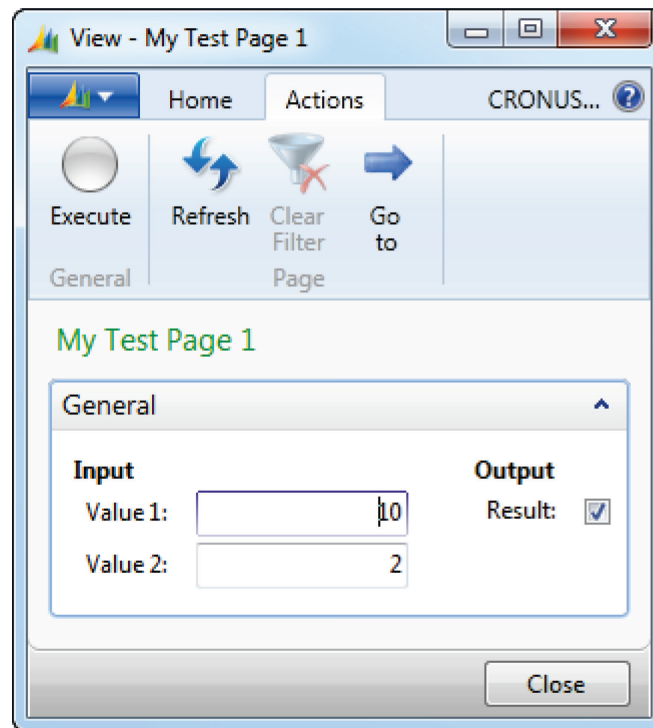 View - My Test Page 1
Home Actions CRONUS...
Execute Refresh Clear Filter Go to
General Page
My Test Page 1
General
Input Output
Value 1: 10 Result:
Value 2: 2
Close